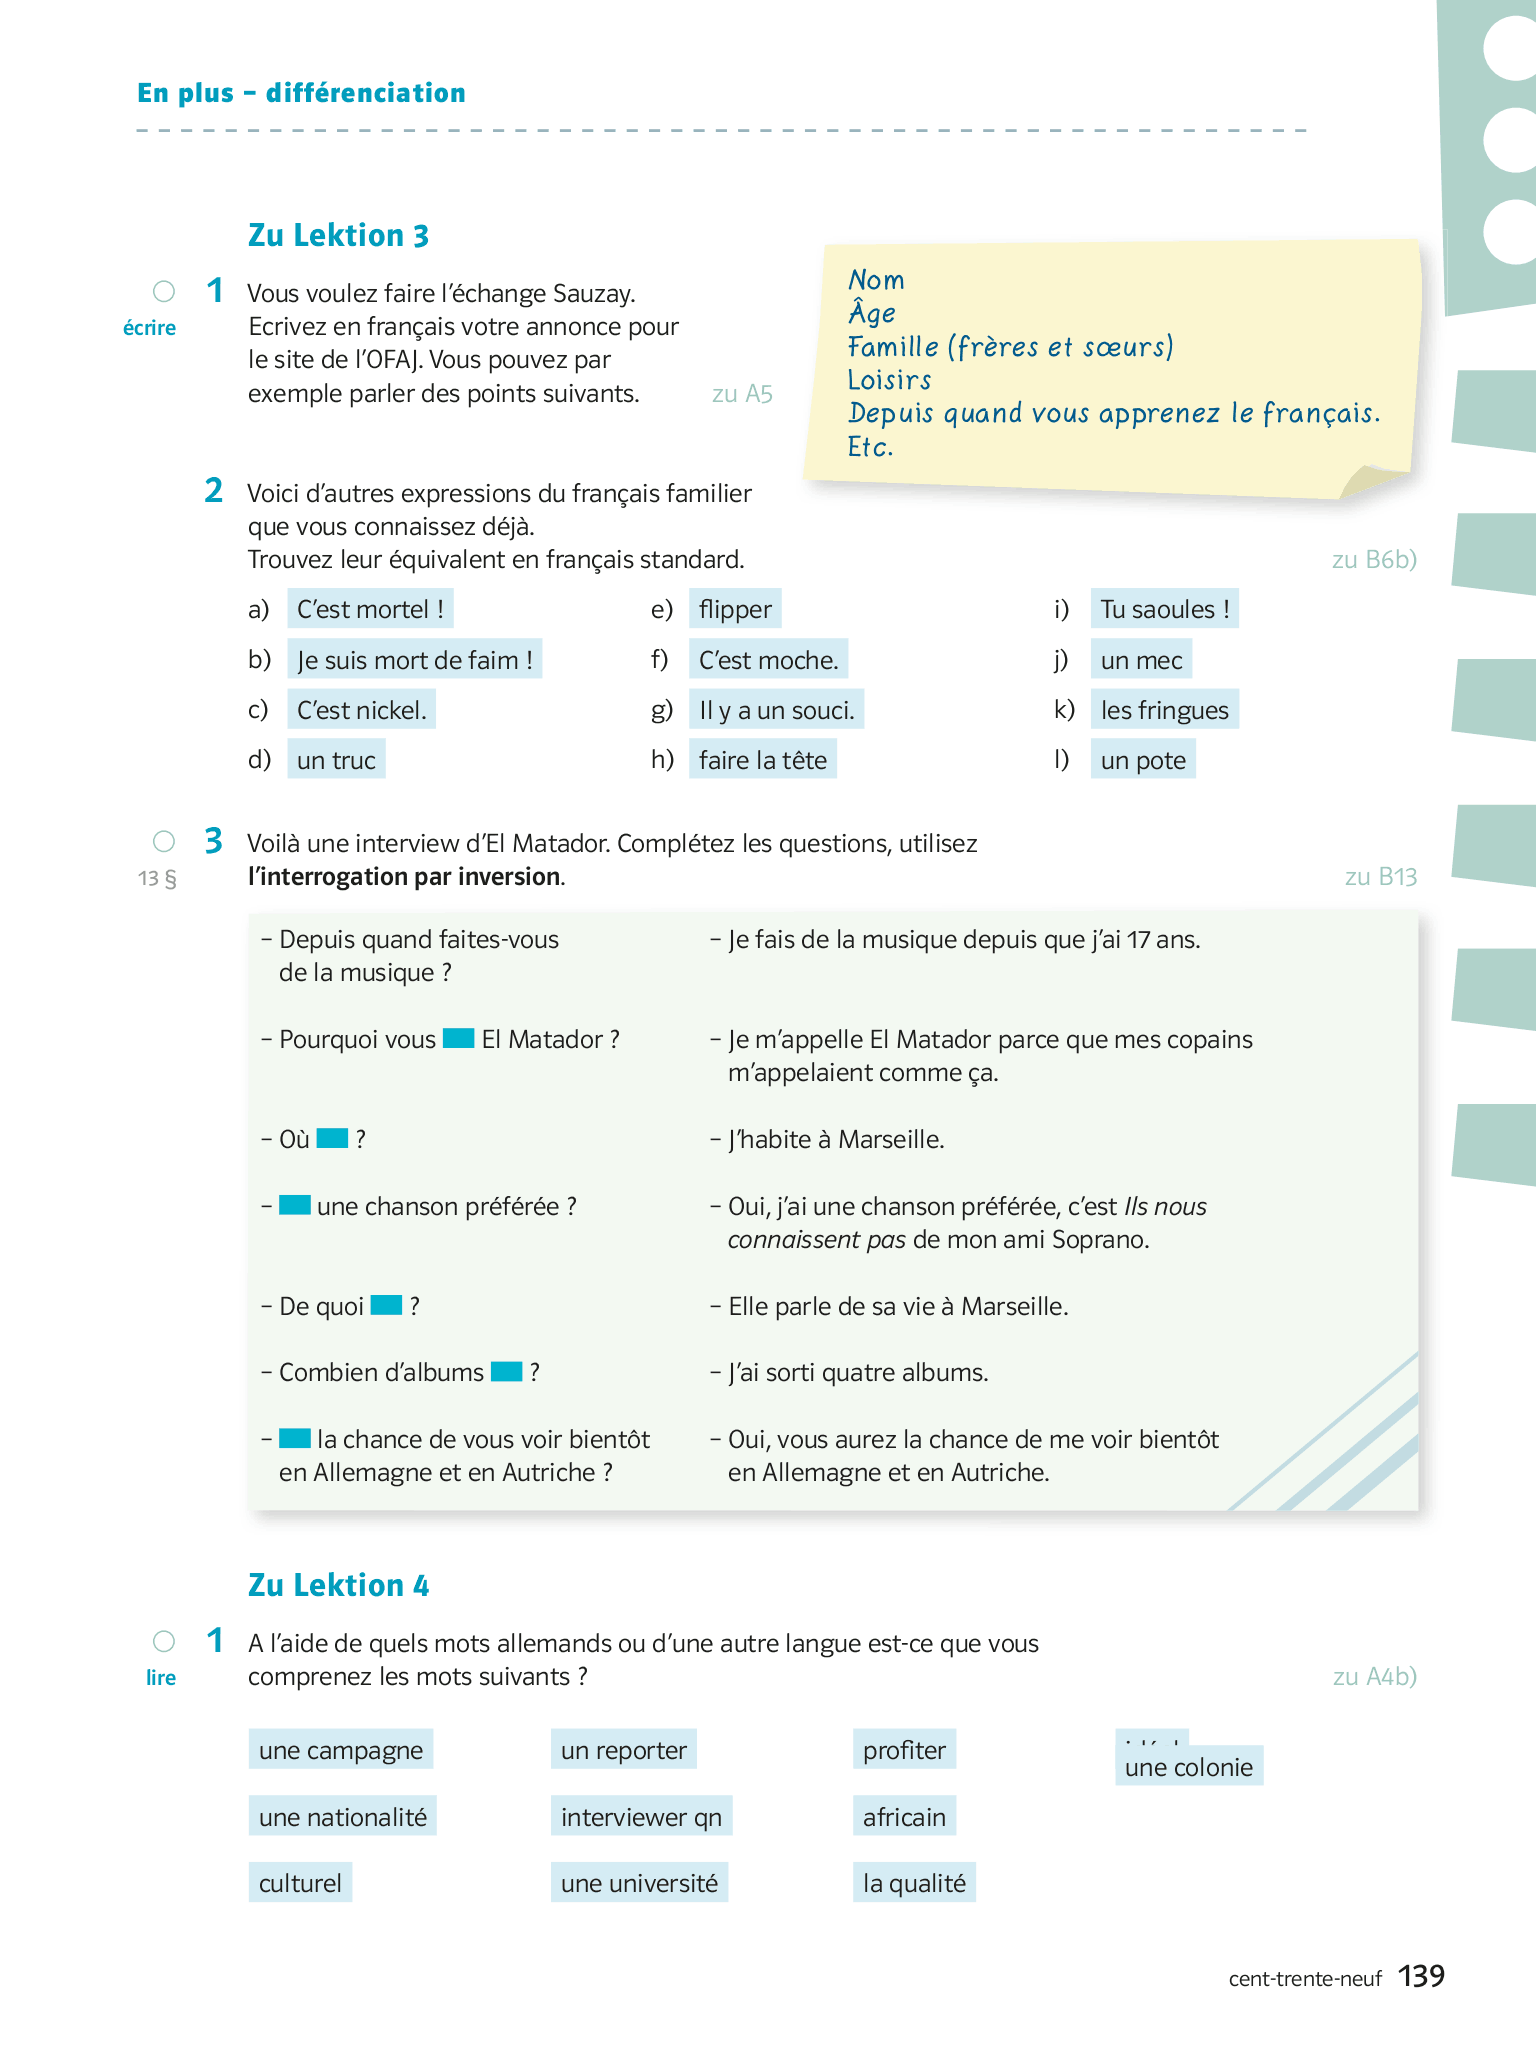 En plus – différenciation
Zu Lektion 3
1 Vous voulez faire l'échange Sauzay.
écrire
Ecrivez en français votre annonce pour
le site de l'OFAJ. Vous pouvez par
exemple parler des points suivants.
zu A5
Nom
Âge
Famille (frères et sœurs)
Loisirs
Depuis quand vous apprenez le français.
Etc.
2 Voici d'autres expressions du français familier
que vous connaissez déjà.
Trouvez leur équivalent en français standard.
zu B6b)
a) C'est mortel !
b) Je suis mort de faim !
c) C'est nickel.
d) un truc
e) flipper
f) C'est moche.
g) Il y a un souci.
h) faire la tête
i) Tu saoules !
j) un mec
k) les fringues
l) un pote
3 Voilà une interview d'El Matador. Complétez les questions, utilisez
13 §
l'interrogation par inversion.
zu B13
– Depuis quand faites-vous
de la musique ?
– Je fais de la musique depuis que j'ai 17 ans.
– Pourquoi vous El Matador ?
– Je m'appelle El Matador parce que mes copains
m'appelaient comme ça.
– Où ?
– J'habite à Marseille.
– une chanson préférée ?
– Oui, j'ai une chanson préférée, c'est Ils nous
connaissent pas de mon ami Soprano.
– De quoi ?
– Elle parle de sa vie à Marseille.
– Combien d'albums ?
– J'ai sorti quatre albums.
– la chance de vous voir bientôt
en Allemagne et en Autriche ?
– Oui, vous aurez la chance de me voir bientôt
en Allemagne et en Autriche.
Zu Lektion 4
1 A l'aide de quels mots allemands ou d'une autre langue est-ce que vous
lire
comprenez les mots suivants ?
zu A4b)
une campagne
un reporter
profiter
une colonie
une nationalité
interviewer qn
africain
culturel
une université
la qualité
cent-trente-neuf 139